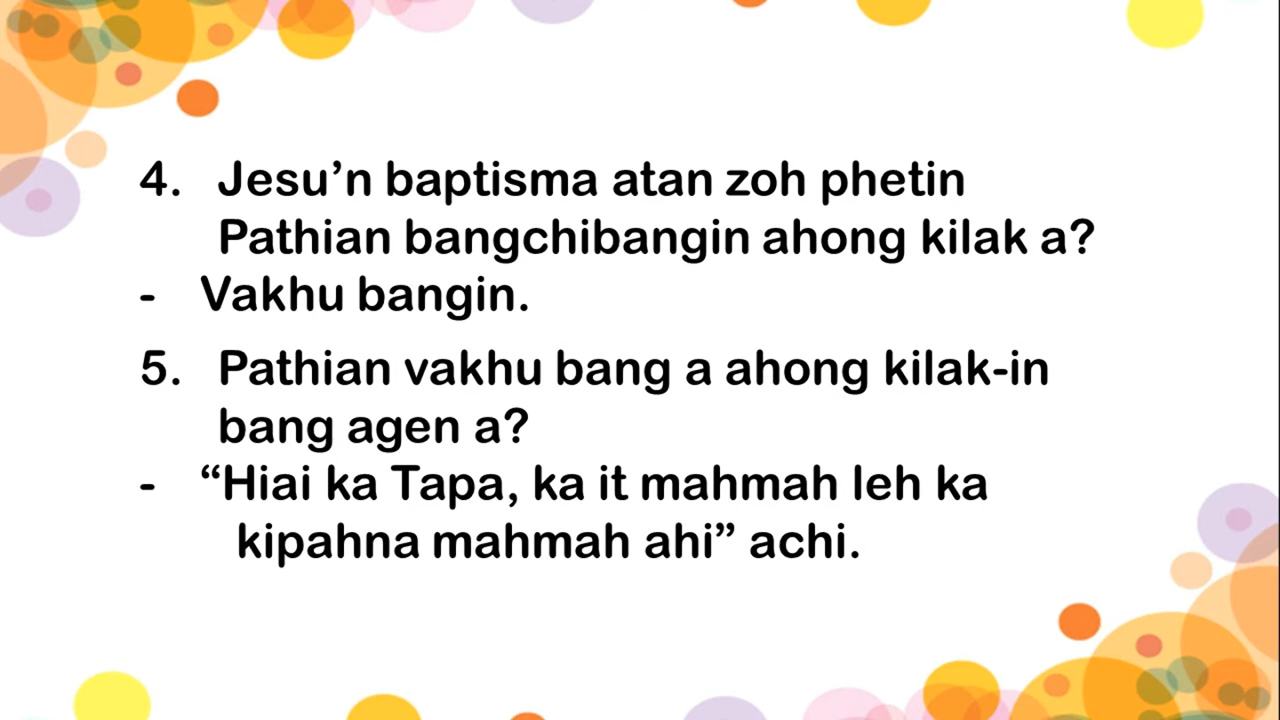 4. Jesu’n baptisma atan zoh phetin
Pathian bangchibangin ahong kilak a?
- Vakhu bangin.
5. Pathian vakhu bang a ahong kilak-in
bang agen a?
- “Hiai ka Tapa, ka it mahmah leh ka
kipahna mahmah ahi” achi.